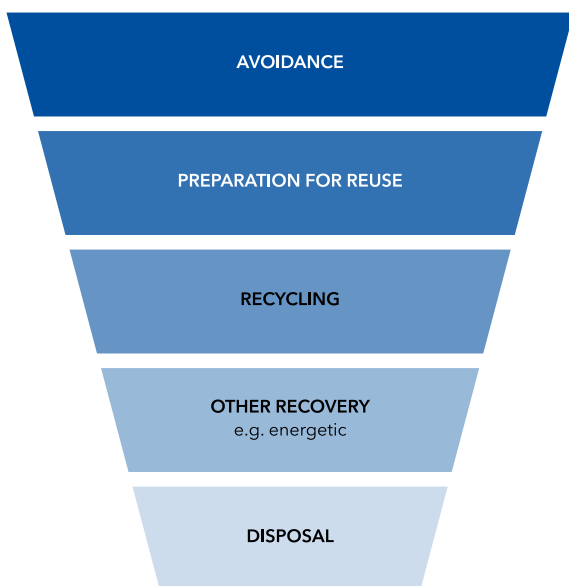 AVOIDANCE
PREPARATION FOR REUSE
RECYCLING
OTHER RECOVERY
e.g. energetic
DISPOSAL